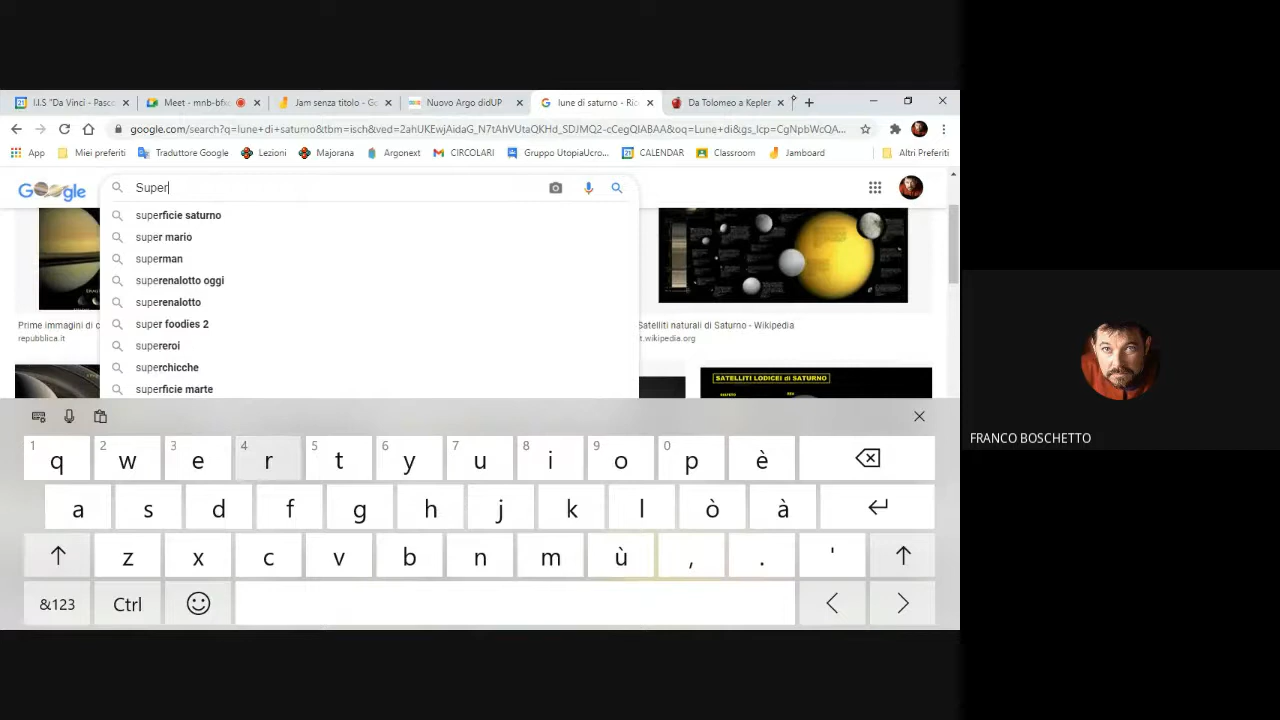 I.I.S "Da Vinci - Pasco
Meet - mnb-bfx
Jam senza titolo - Go
Nuovo Argo didUP
lune di saturno - Rice
Da Tolomeo a Kepler
google.com/search?q=lune+di+saturno&tbm=isch&ved=2ahUKEwjAidaG_N7tAhVUtaQKHd_SDJMQ2-cCegQIABAA&oq=Lune+di&gs_lcp=CgNpbWcQA...
App
Miei preferiti
Traduttore Google
Lezioni
Majorana
Argonext
CIRCOLARI
Gruppo UtopiaUcro...
CALENDAR
Classroom
Jamboard
Altri Preferiti
Google
Super
superficie saturno
super mario
superman
superenalotto oggi
superenalotto
super foodies 2
supereroi
superchicche
superficie marte
Prime immagini di
repubblica.it
Satelliti naturali di Saturno - Wikipedia
t.wikipedia.org
SATELLITI LODICEI di SATURNO
1 q 2 w 3 e 4 r 5 t 6 y 7 u 8 i 9 o 0 p è
a s d f g h j k l ò à
z x c v b n m ù , . '
&123 Ctrl
FRANCO BOSCHETTO